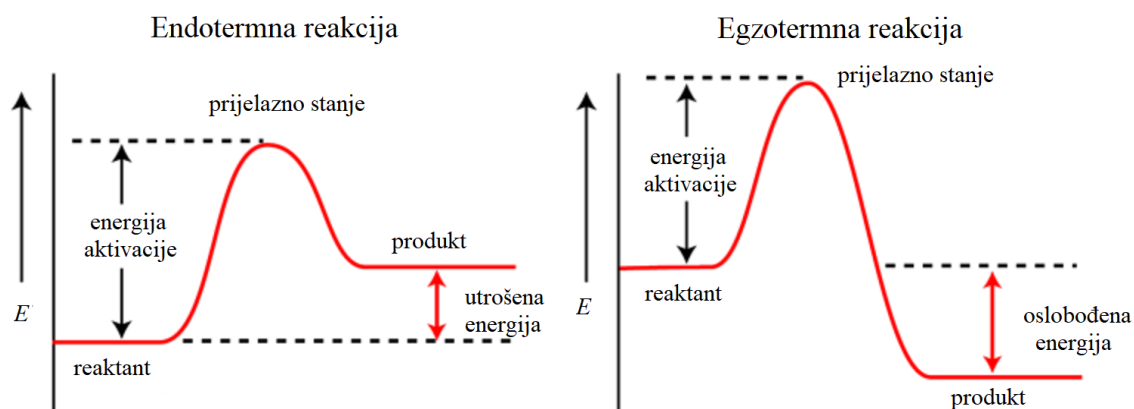 Endotermna reakcija
prijelazno stanje
energija
aktivacije
produkt
utrošena
energija
E
reaktant
Egzotermna reakcija
prijelazno stanje
energija
aktivacije
reaktant
E
oslobođena
energija
produkt